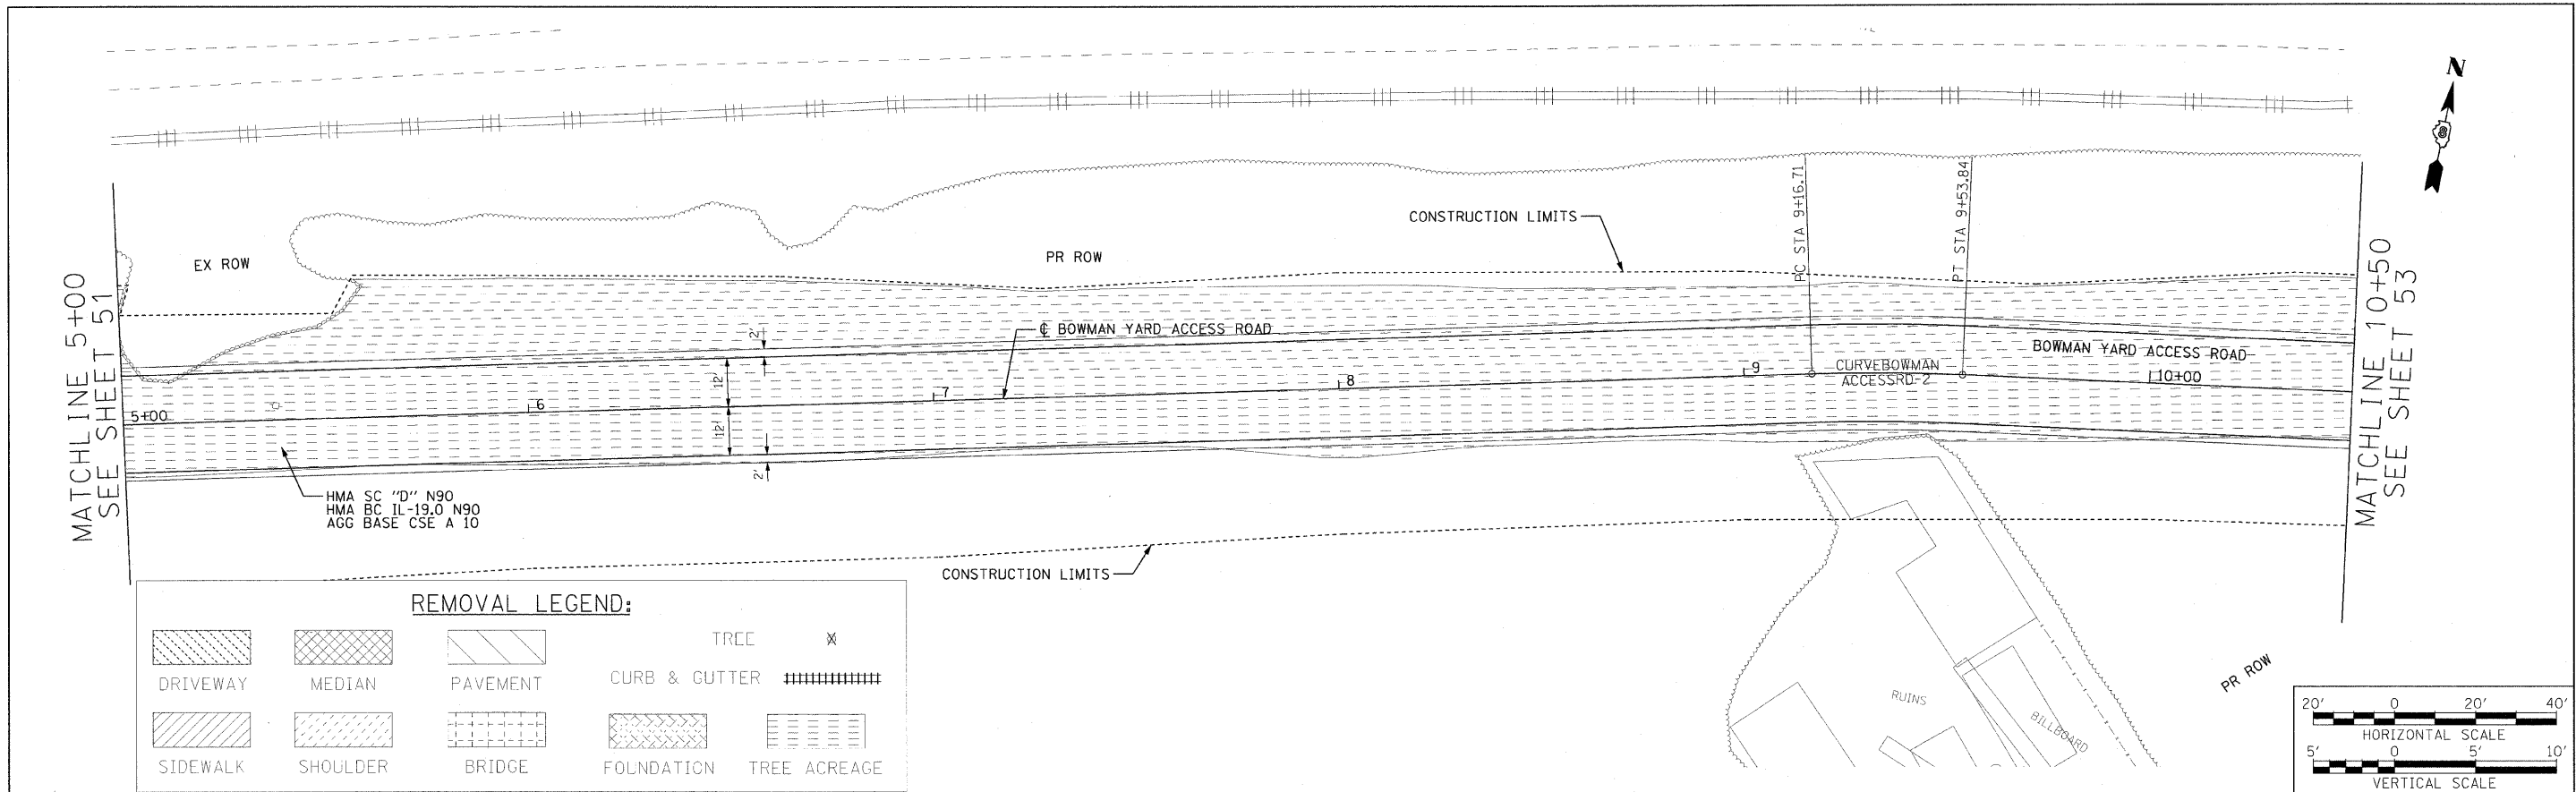 N
MATCHLINE 5+00
SEE SHEET 51
EX ROW
PR ROW
CONSTRUCTION LIMITS
PC STA 9+16.71
PT STA 9+53.84
MATCHLINE 10+50
SEE SHEET 53
℄ BOWMAN YARD ACCESS ROAD
BOWMAN YARD ACCESS ROAD
2'
12'
12'
2'
5+00
6
7
8
9
10+00
CURVEBOWMAN
ACCESSRD-2
HMA SC "D" N90
HMA BC IL-19.0 N90
AGG BASE CSE A 10
CONSTRUCTION LIMITS
REMOVAL LEGEND:
DRIVEWAY
MEDIAN
PAVEMENT
TREE
CURB & GUTTER
SIDEWALK
SHOULDER
BRIDGE
FOUNDATION
TREE ACREAGE
RUINS
BILLBOARD
PR ROW
20' 0 20' 40'
HORIZONTAL SCALE
5' 0 5' 10'
VERTICAL SCALE